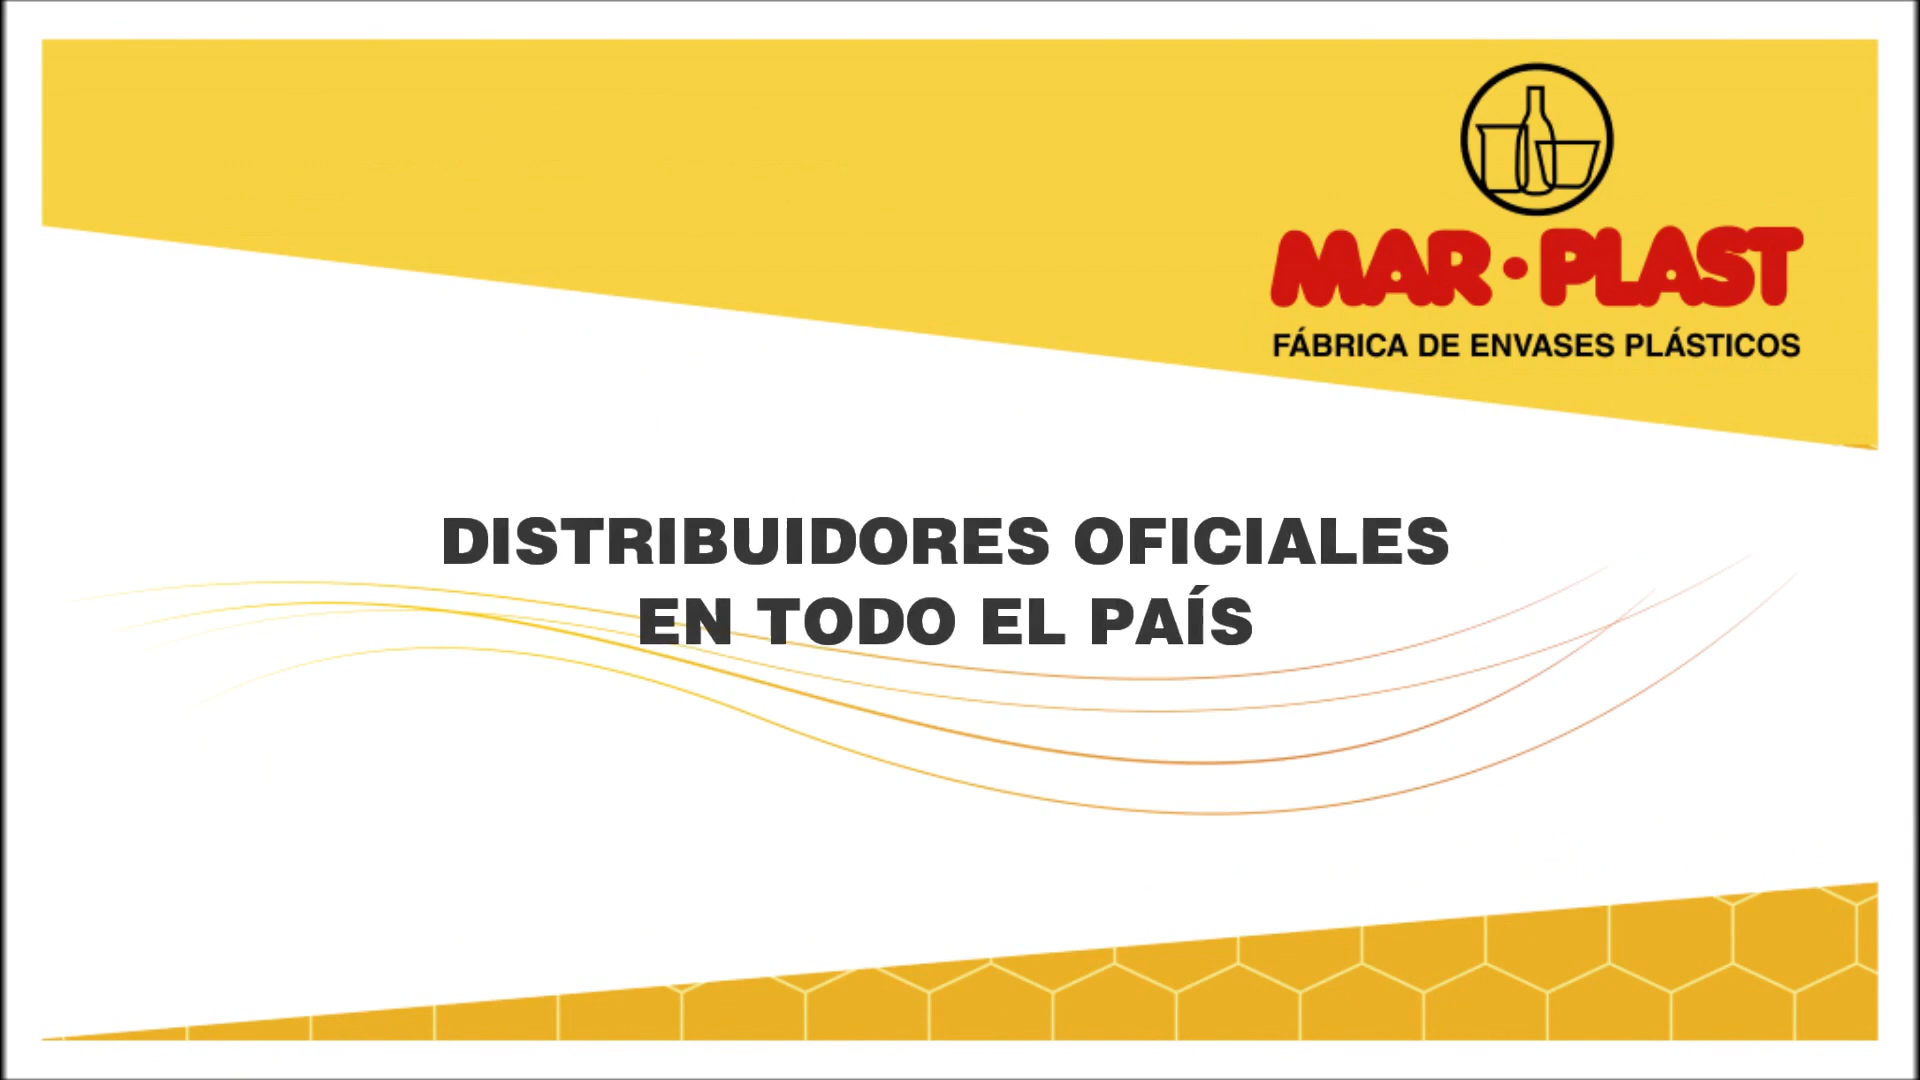 MAR·PLAST
FÁBRICA DE ENVASES PLÁSTICOS
DISTRIBUIDORES OFICIALES
EN TODO EL PAÍS